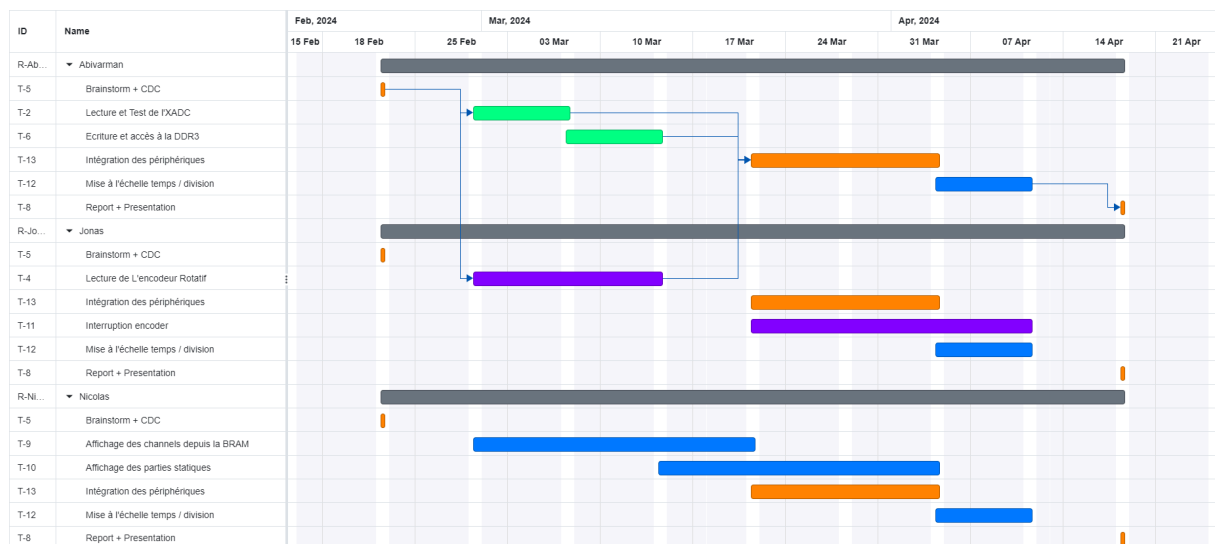 ID Name Feb, 2024 Mar, 2024 Apr, 2024
15 Feb 18 Feb 25 Feb 03 Mar 10 Mar 17 Mar 24 Mar 31 Mar 07 Apr 14 Apr 21 Apr
R-Ab... Abivarman
T-5 Brainstorm + CDC
T-2 Lecture et Test de l'XADC
T-6 Ecriture et accès à la DDR3
T-13 Intégration des périphériques
T-12 Mise à l'échelle temps / division
T-8 Report + Presentation
R-Jo... Jonas
T-5 Brainstorm + CDC
T-4 Lecture de L'encodeur Rotatif
T-13 Intégration des périphériques
T-11 Interruption encoder
T-12 Mise à l'échelle temps / division
T-8 Report + Presentation
R-Ni... Nicolas
T-5 Brainstorm + CDC
T-9 Affichage des channels depuis la BRAM
T-10 Affichage des parties statiques
T-13 Intégration des périphériques
T-12 Mise à l'échelle temps / division
T-8 Report + Presentation